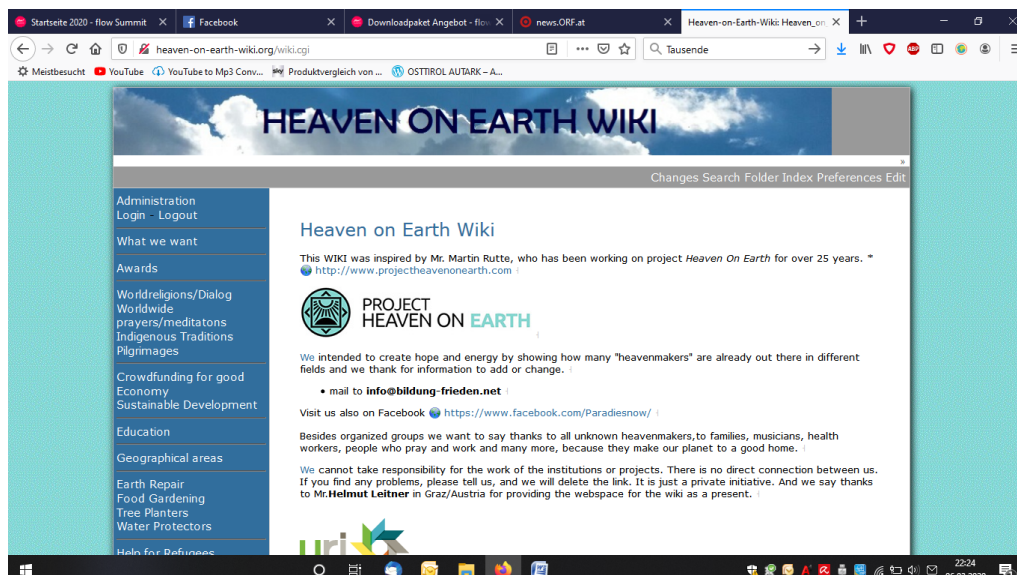 Startseite 2020 - flow Summit
Facebook
Downloadpaket Angebot - flow
news.ORF.at
Heaven-on-Earth-Wiki: Heaven_on
heaven-on-earth-wiki.org/wiki.cgi
Tausende
Meistbesucht
YouTube
YouTube to Mp3 Conv...
Produktvergleich von ...
OSTTIROL AUTARK – A...
HEAVEN ON EARTH WIKI
»
Changes Search Folder Index Preferences Edit
Administration
Login - Logout
What we want
Awards
Worldreligions/Dialog
Worldwide
prayers/meditatons
Indigenous Traditions
Pilgrimages
Crowdfunding for good
Economy
Sustainable Development
Education
Geographical areas
Earth Repair
Food Gardening
Tree Planters
Water Protectors
Help for Refugees
Heaven on Earth Wiki
This WIKI was inspired by Mr. Martin Rutte, who has been working on project Heaven On Earth for over 25 years. *
http://www.projectheavenonearth.com
PROJECT
HEAVEN ON EARTH
We intended to create hope and energy by showing how many "heavenmakers" are already out there in different
fields and we thank for information to add or change.
• mail to info@bildung-frieden.net
Visit us also on Facebook https://www.facebook.com/Paradiesnow/
Besides organized groups we want to say thanks to all unknown heavenmakers,to families, musicians, health
workers, people who pray and work and many more, because they make our planet to a good home.
We cannot take responsibility for the work of the institutions or projects. There is no direct connection between us.
If you find any problems, please tell us, and we will delete the link. It is just a private initiative. And we say thanks
to Mr.Helmut Leitner in Graz/Austria for providing the webspace for the wiki as a present.
uri
22:24